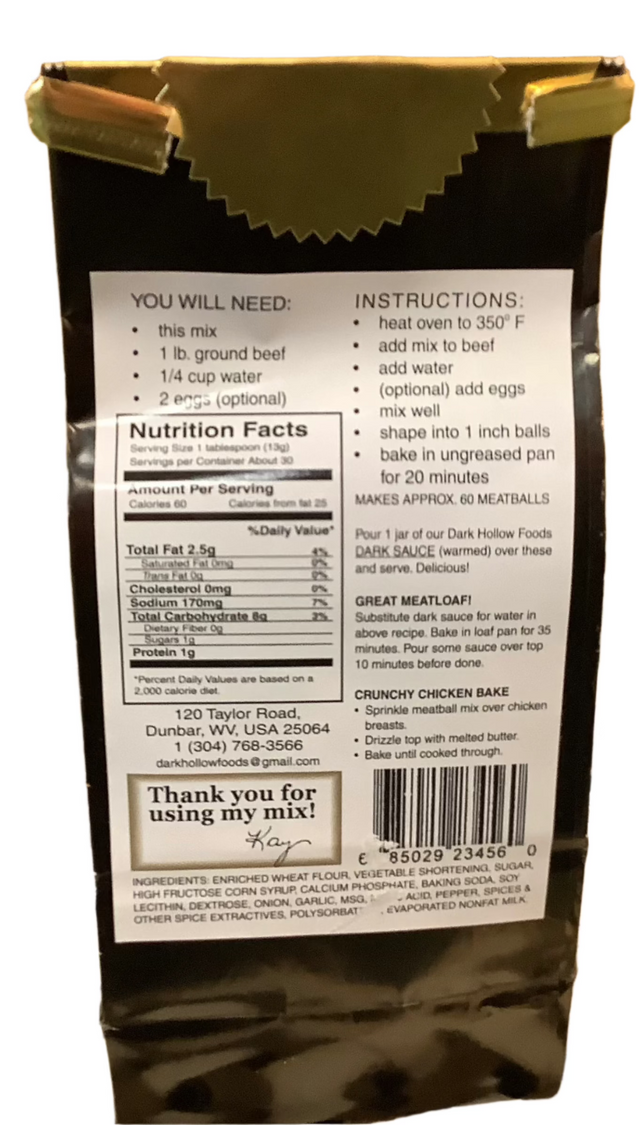 YOU WILL NEED:
• this mix
• 1 lb. ground beef
• 1/4 cup water
• 2 eggs (optional)
Nutrition Facts
Serving Size 1 tablespoon (13g)
Servings per Container About 30
Amount Per Serving
Calories 60 Calories from fat 25
%Daily Value*
Total Fat 2.5g 4%
Saturated Fat 0mg 0%
Trans Fat 0g 0%
Cholesterol 0mg 0%
Sodium 170mg 7%
Total Carbohydrate 8g 3%
Dietary Fiber 0g
Sugars 1g
Protein 1g
*Percent Daily Values are based on a
2,000 calorie diet.
120 Taylor Road,
Dunbar, WV, USA 25064
1 (304) 768-3566
darkhollowfoods@gmail.com
Thank you for
using my mix!
Kay
INSTRUCTIONS:
• heat oven to 350° F
• add mix to beef
• add water
• (optional) add eggs
• mix well
• shape into 1 inch balls
• bake in ungreased pan
for 20 minutes
MAKES APPROX. 60 MEATBALLS
Pour 1 jar of our Dark Hollow Foods
DARK SAUCE (warmed) over these
and serve. Delicious!
GREAT MEATLOAF!
Substitute dark sauce for water in
above recipe. Bake in loaf pan for 35
minutes. Pour some sauce over top
10 minutes before done.
CRUNCHY CHICKEN BAKE
• Sprinkle meatball mix over chicken
breasts.
• Drizzle top with melted butter.
• Bake until cooked through.
85029 23456 0
INGREDIENTS: ENRICHED WHEAT FLOUR, VEGETABLE SHORTENING, SUGAR,
HIGH FRUCTOSE CORN SYRUP, CALCIUM PHOSPHATE, BAKING SODA, SOY
LECITHIN, DEXTROSE, ONION, GARLIC, MSG, ACID, PEPPER, SPICES &
OTHER SPICE EXTRACTIVES, , EVAPORATED NONFAT MILK.